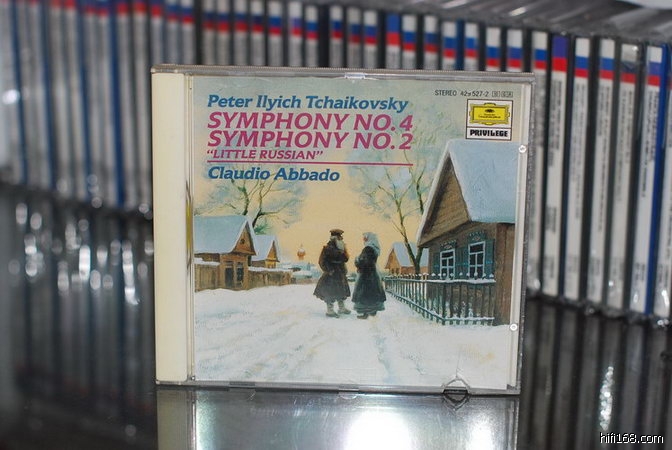 Peter Ilyich Tchaikovsky
SYMPHONY NO. 4
SYMPHONY NO. 2
"LITTLE RUSSIAN"
Claudio Abbado
STEREO 527-2
PRIVILEGE
hifi168.com